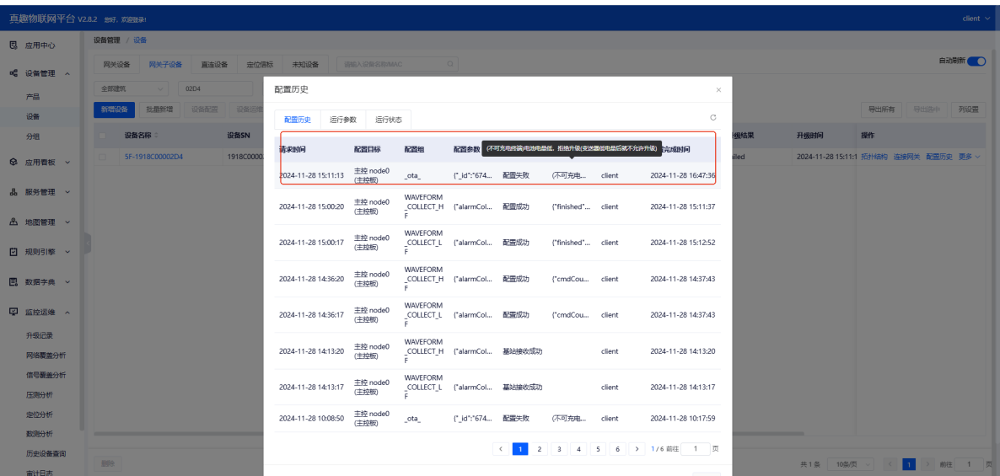 真趣物联网平台 V2.8.2 您好，欢迎登录！ client
应用中心
设备管理
产品
设备
分组
应用看板
服务管理
地图管理
规则引擎
数据字典
监控运维
升级记录
网络覆盖分析
信号覆盖分析
压测分析
定位分析
数测分析
历史设备查询
审计日志
设备管理 / 设备
网关设备 网关子设备 直连设备 定位信标 未知设备 请输入设备名称/MAC 自动刷新
全部建筑 02D4
新增设备 批量新增 设备配置 设备运维 导出所有 导出选中 列设置
设备名称 设备SN 升级结果 升级时间 操作
5F-1918C00002D4 1918C0000 iled 2024-11-28 15:11:1 拓扑结构 连接网关 配置历史 更多
配置历史 ×
配置历史 运行参数 运行状态
(不可充电终端)电池电量低，拒绝升级(变送器低电量后就不允许升级)
请求时间 配置目标 配置组 配置参数 完成时间
2024-11-28 15:11:13 主控 node0 (主控板) _ota_ {"_id":"674... 配置失败 (不可充电... client 2024-11-28 16:47:36
2024-11-28 15:00:20 主控 node0 (主控板) WAVEFORM_COLLECT_HF {"alarmCol... 配置成功 {"finished"... client 2024-11-28 15:11:37
2024-11-28 15:00:17 主控 node0 (主控板) WAVEFORM_COLLECT_LF {"alarmCol... 配置成功 {"finished"... client 2024-11-28 15:12:52
2024-11-28 14:36:20 主控 node0 (主控板) WAVEFORM_COLLECT_HF {"alarmCol... 配置成功 {"cmdCou... client 2024-11-28 14:37:43
2024-11-28 14:36:17 主控 node0 (主控板) WAVEFORM_COLLECT_LF {"alarmCol... 配置成功 {"cmdCou... client 2024-11-28 14:37:43
2024-11-28 14:13:20 主控 node0 (主控板) WAVEFORM_COLLECT_HF {"alarmCol... 基站接收成功 client 2024-11-28 14:13:20
2024-11-28 14:13:17 主控 node0 (主控板) WAVEFORM_COLLECT_LF {"alarmCol... 基站接收成功 client 2024-11-28 14:13:17
2024-11-28 10:08:50 主控 node0 (主控板) _ota_ {"_id":"674... 配置失败 (不可充电... client 2024-11-28 10:17:59
< 1 2 3 4 5 6 > 1 / 6 前往 1 页
删除 共 1 条 10条/页 < 1 > 前往 1 页